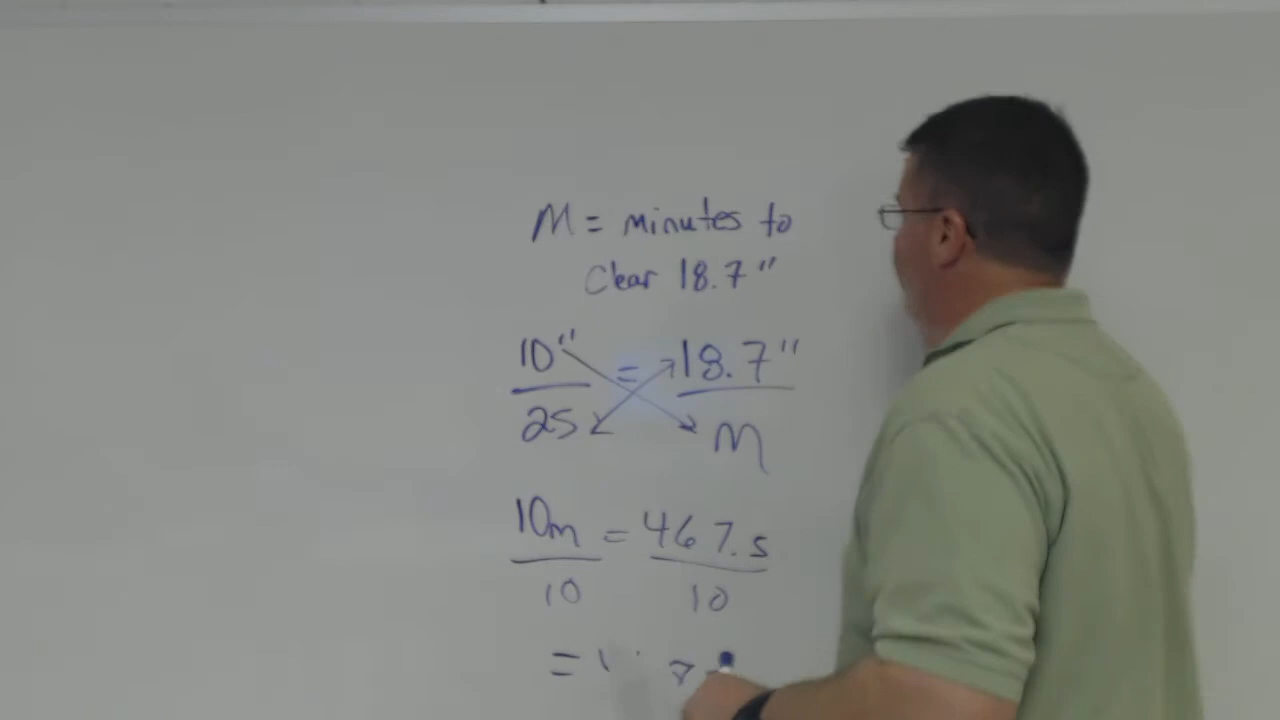 M = minutes to
Clear 18.7"
10" = 18.7"
25 M
10m = 467.5
10 10
=